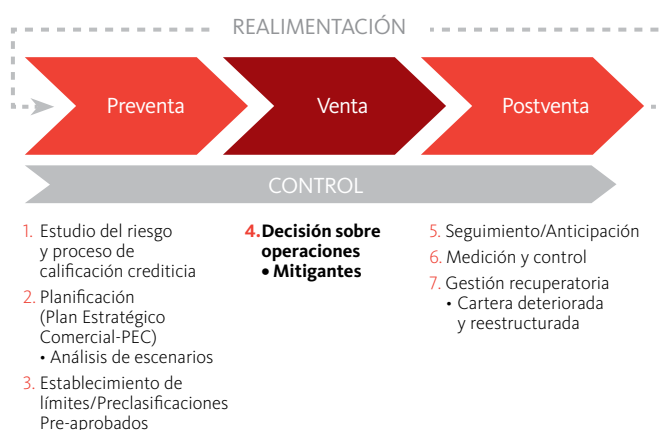 REALIMENTACIÓN
Preventa
Venta
Postventa
CONTROL
1. Estudio del riesgo
y proceso de
calificación crediticia
2. Planificación
(Plan Estratégico
Comercial-PEC)
• Análisis de escenarios
3. Establecimiento de
límites/Preclasificaciones
Pre-aprobados
4. Decisión sobre
operaciones
• Mitigantes
5. Seguimiento/Anticipación
6. Medición y control
7. Gestión recuperatoria
• Cartera deteriorada
y reestructurada